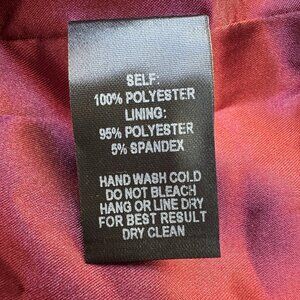 SELF:
100% POLYESTER
LINING:
95% POLYESTER
5% SPANDEX
HAND WASH COLD
DO NOT BLEACH
HANG OR LINE DRY
FOR BEST RESULT
DRY CLEAN